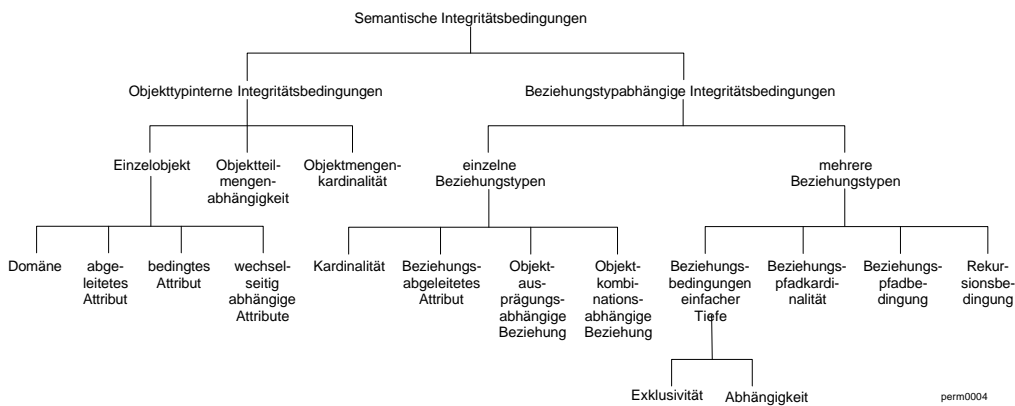 Semantische Integritätsbedingungen
Objekttypinterne Integritätsbedingungen
Beziehungstypabhängige Integritätsbedingungen
Einzelobjekt
Objektteil-
mengen-
abhängigkeit
Objektmengen-
kardinalität
einzelne
Beziehungstypen
mehrere
Beziehungstypen
Domäne
abge-
leitetes
Attribut
bedingtes
Attribut
wechsel-
seitig
abhängige
Attribute
Kardinalität
Beziehungs-
abgeleitetes
Attribut
Objekt-
aus-
prägungs-
abhängige
Beziehung
Objekt-
kombi-
nations-
abhängige
Beziehung
Beziehungs-
bedingungen
einfacher
Tiefe
Beziehungs-
pfadkardi-
nalität
Beziehungs-
pfadbe-
dingung
Rekur-
sionsbe-
dingung
Exklusivität
Abhängigkeit
perm0004